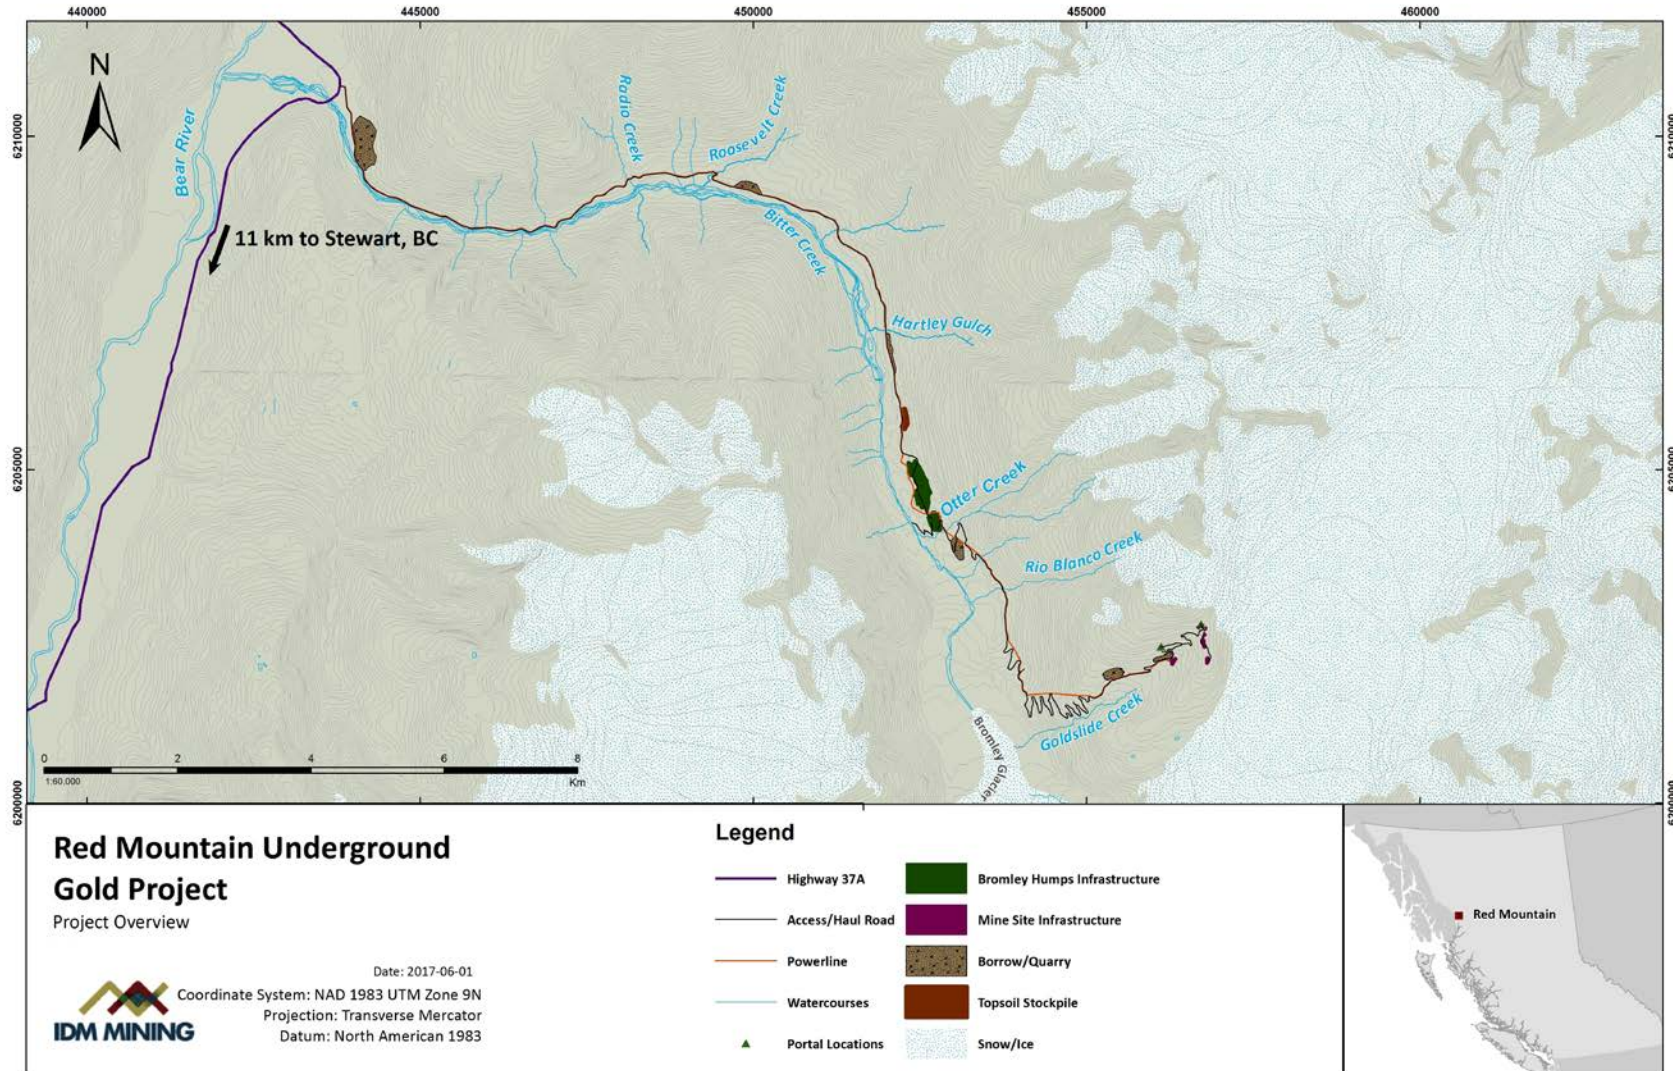 440000
445000
450000
455000
460000
N
6210000
6210000
Bear River
Radio Creek
Roosevelt Creek
11 km to Stewart, BC
Bitter Creek
Hartley Gulch
6205000
6205000
Otter Creek
Rio Blanco Creek
Goldslide Creek
Bromley Glacier
0 2 4 6 8
1:60.000
Km
6200000
6200000
Red Mountain Underground
Gold Project
Project Overview
Date: 2017-06-01
Coordinate System: NAD 1983 UTM Zone 9N
Projection: Transverse Mercator
Datum: North American 1983
IDM MINING
Legend
Highway 37A
Access/Haul Road
Powerline
Watercourses
Portal Locations
Bromley Humps Infrastructure
Mine Site Infrastructure
Borrow/Quarry
Topsoil Stockpile
Snow/Ice
Red Mountain